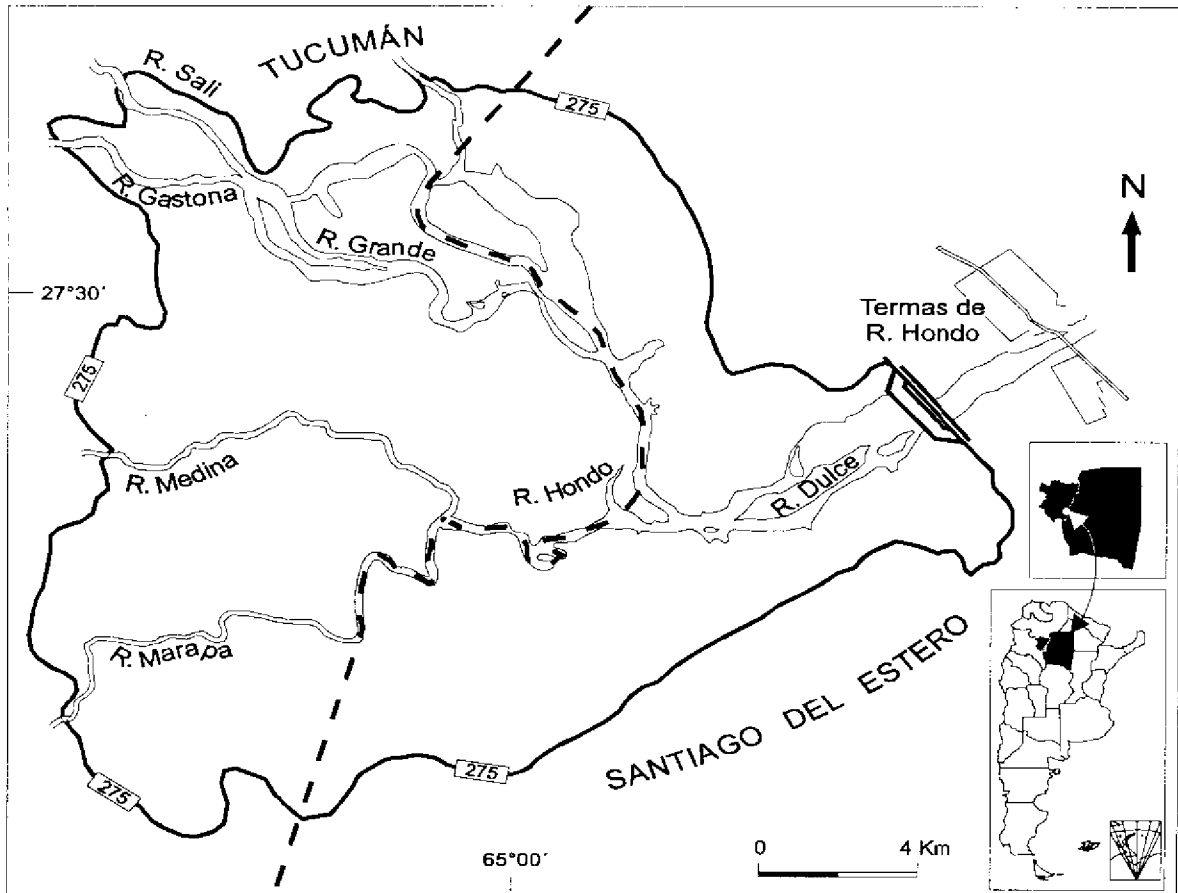 TUCUMÁN
R. Sali
275
R. Gastona
R. Grande
N
27°30´
Termas de
R. Hondo
275
R. Medina
R. Hondo
R. Dulce
R. Marapa
SANTIAGO DEL ESTERO
275
275
65°00´
0 4 Km